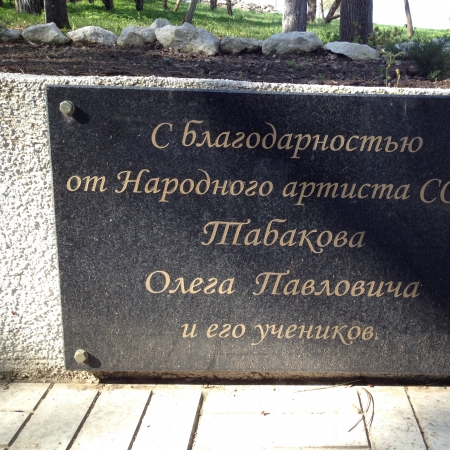 С благодарностью
от Народного артиста СС
Табакова
Олега Павловича
и его учеников.